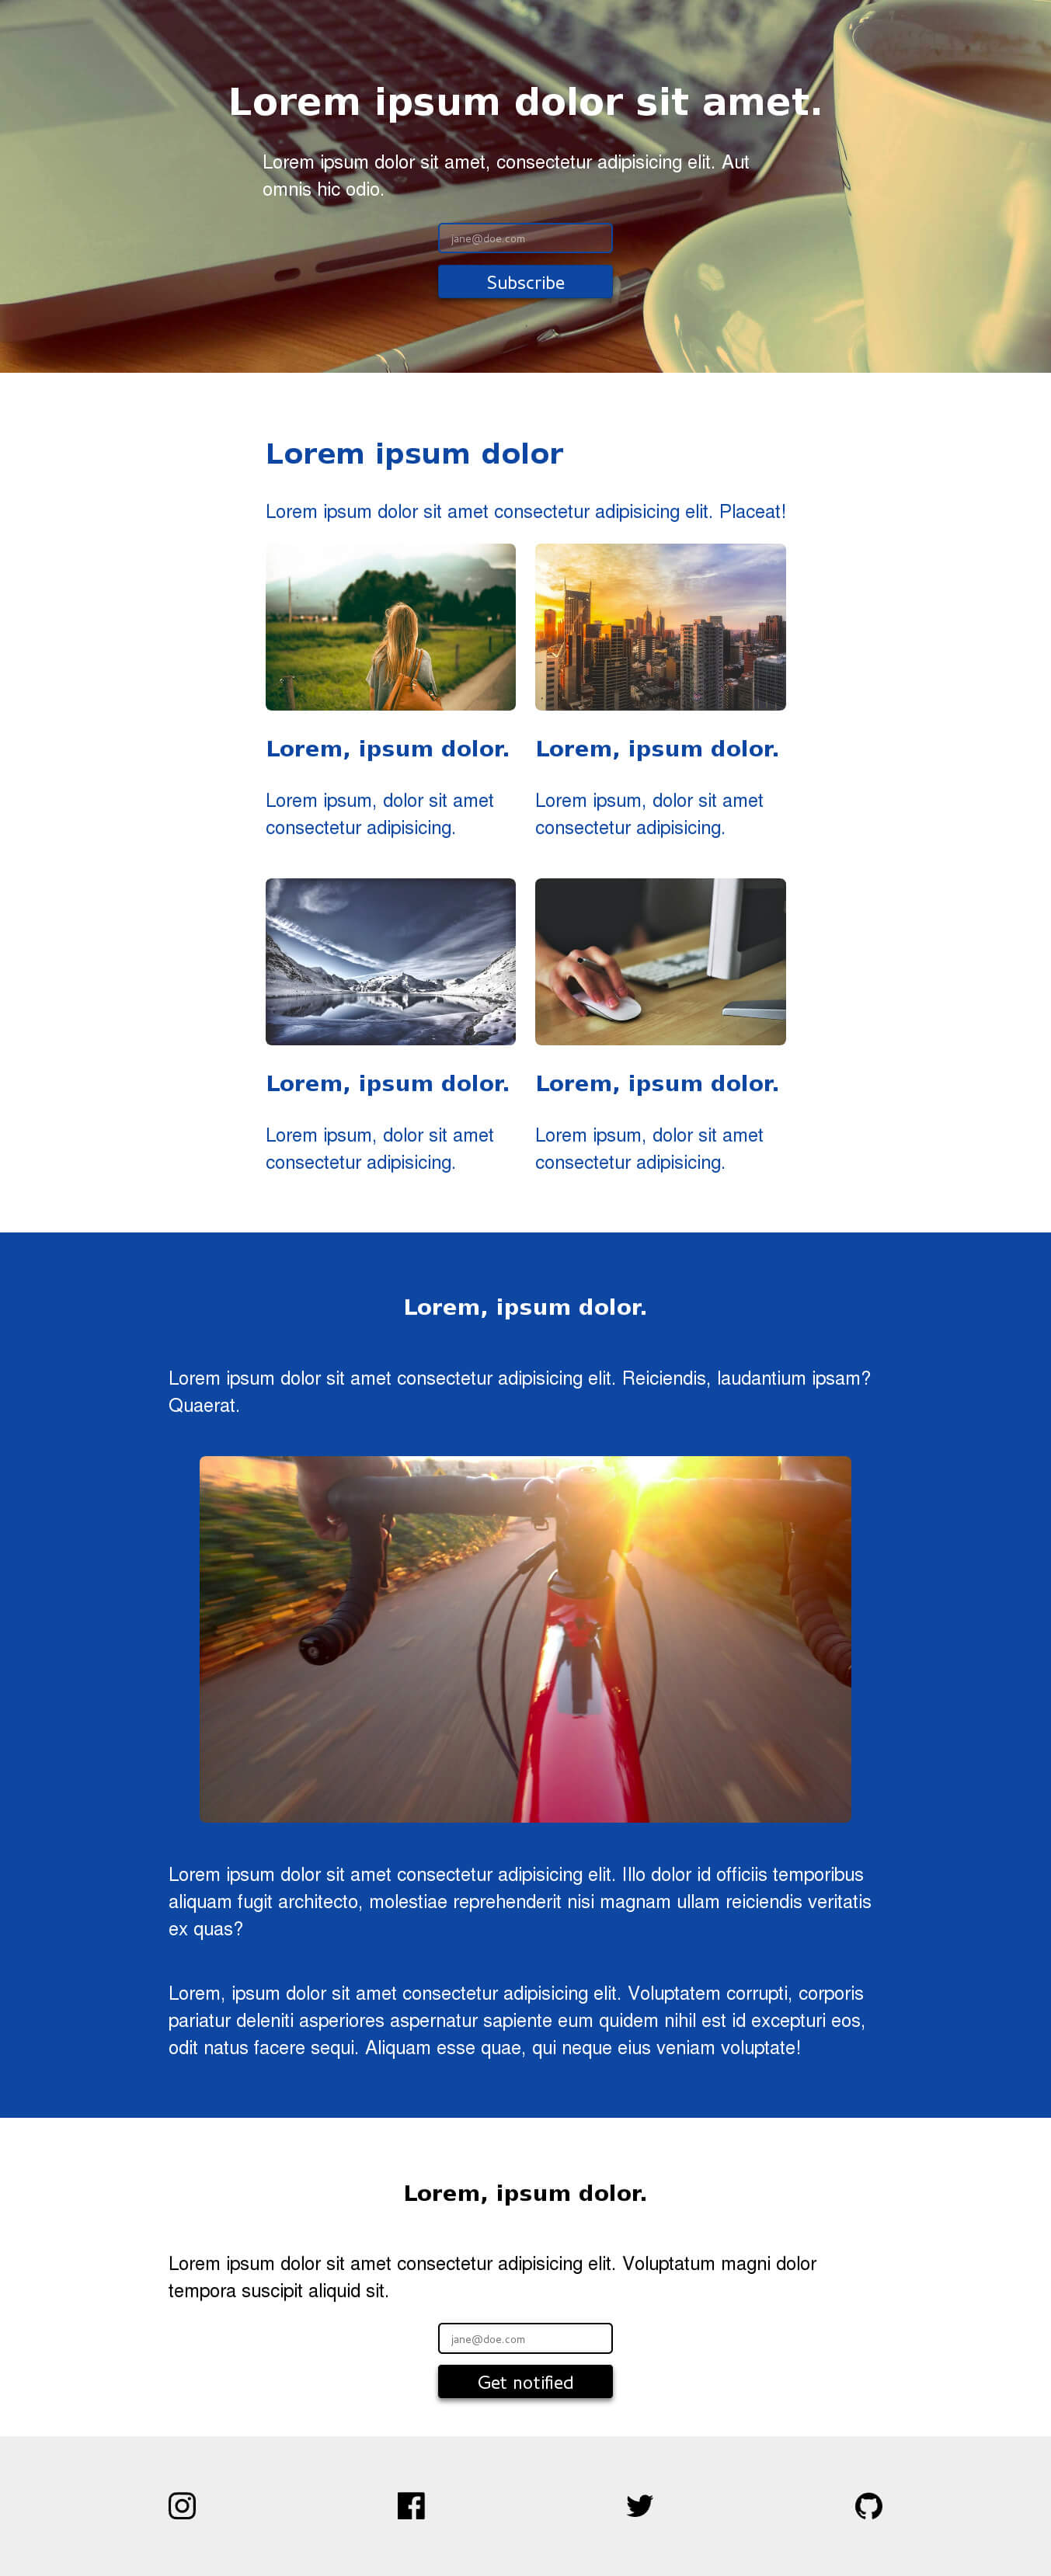 Lorem ipsum dolor sit amet.
Lorem ipsum dolor sit amet, consectetur adipisicing elit. Aut
omnis hic odio.
jane@doe.com
Subscribe
Lorem ipsum dolor
Lorem ipsum dolor sit amet consectetur adipisicing elit. Placeat!
Lorem, ipsum dolor.
Lorem ipsum, dolor sit amet
consectetur adipisicing.
Lorem, ipsum dolor.
Lorem ipsum, dolor sit amet
consectetur adipisicing.
Lorem, ipsum dolor.
Lorem ipsum, dolor sit amet
consectetur adipisicing.
Lorem, ipsum dolor.
Lorem ipsum, dolor sit amet
consectetur adipisicing.
Lorem, ipsum dolor.
Lorem ipsum dolor sit amet consectetur adipisicing elit. Reiciendis, laudantium ipsam?
Quaerat.
Lorem ipsum dolor sit amet consectetur adipisicing elit. Illo dolor id officiis temporibus
aliquam fugit architecto, molestiae reprehenderit nisi magnam ullam reiciendis veritatis
ex quas?
Lorem, ipsum dolor sit amet consectetur adipisicing elit. Voluptatem corrupti, corporis
pariatur deleniti asperiores aspernatur sapiente eum quidem nihil est id excepturi eos,
odit natus facere sequi. Aliquam esse quae, qui neque eius veniam voluptate!
Lorem, ipsum dolor.
Lorem ipsum dolor sit amet consectetur adipisicing elit. Voluptatum magni dolor
tempora suscipit aliquid sit.
jane@doe.com
Get notified